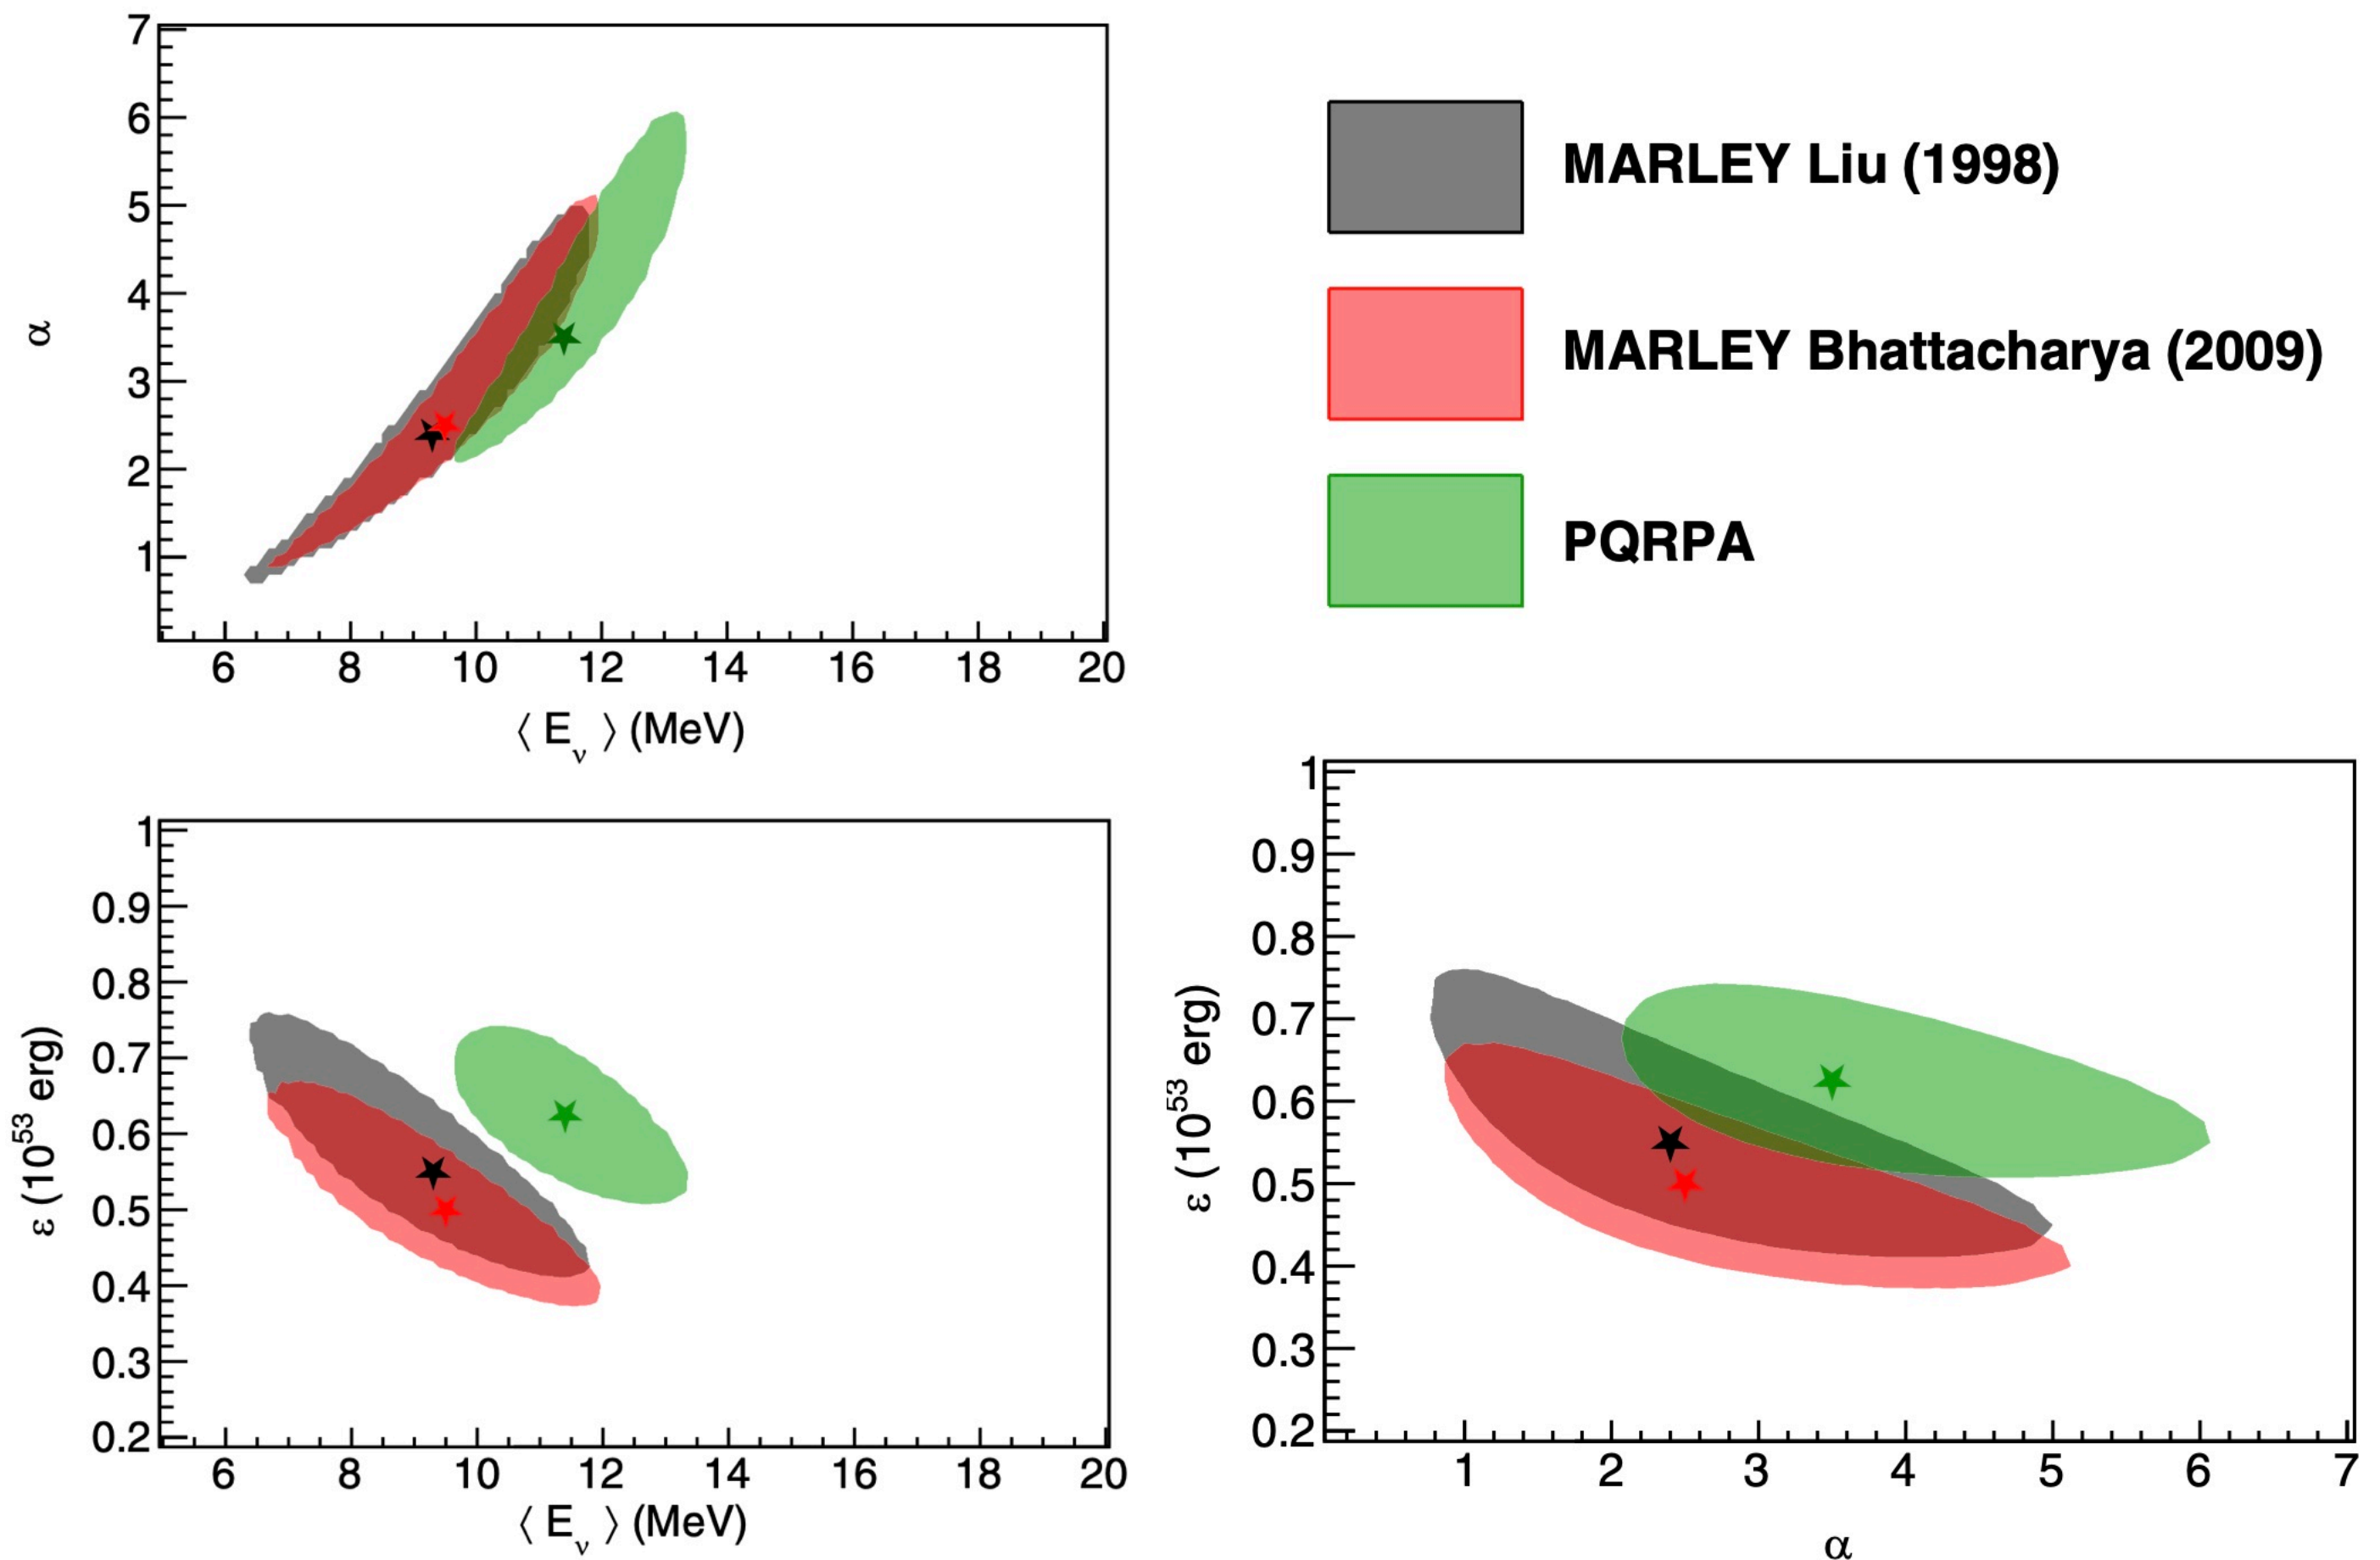 7
6
5
4
3
2
1
α
6 8 10 12 14 16 18 20
⟨ Eν ⟩ (MeV)
MARLEY Liu (1998)
MARLEY Bhattacharya (2009)
PQRPA
1
0.9
0.8
0.7
0.6
0.5
0.4
0.3
0.2
ε (10^53 erg)
6 8 10 12 14 16 18 20
⟨ Eν ⟩ (MeV)
1
0.9
0.8
0.7
0.6
0.5
0.4
0.3
0.2
ε (10^53 erg)
1 2 3 4 5 6 7
α